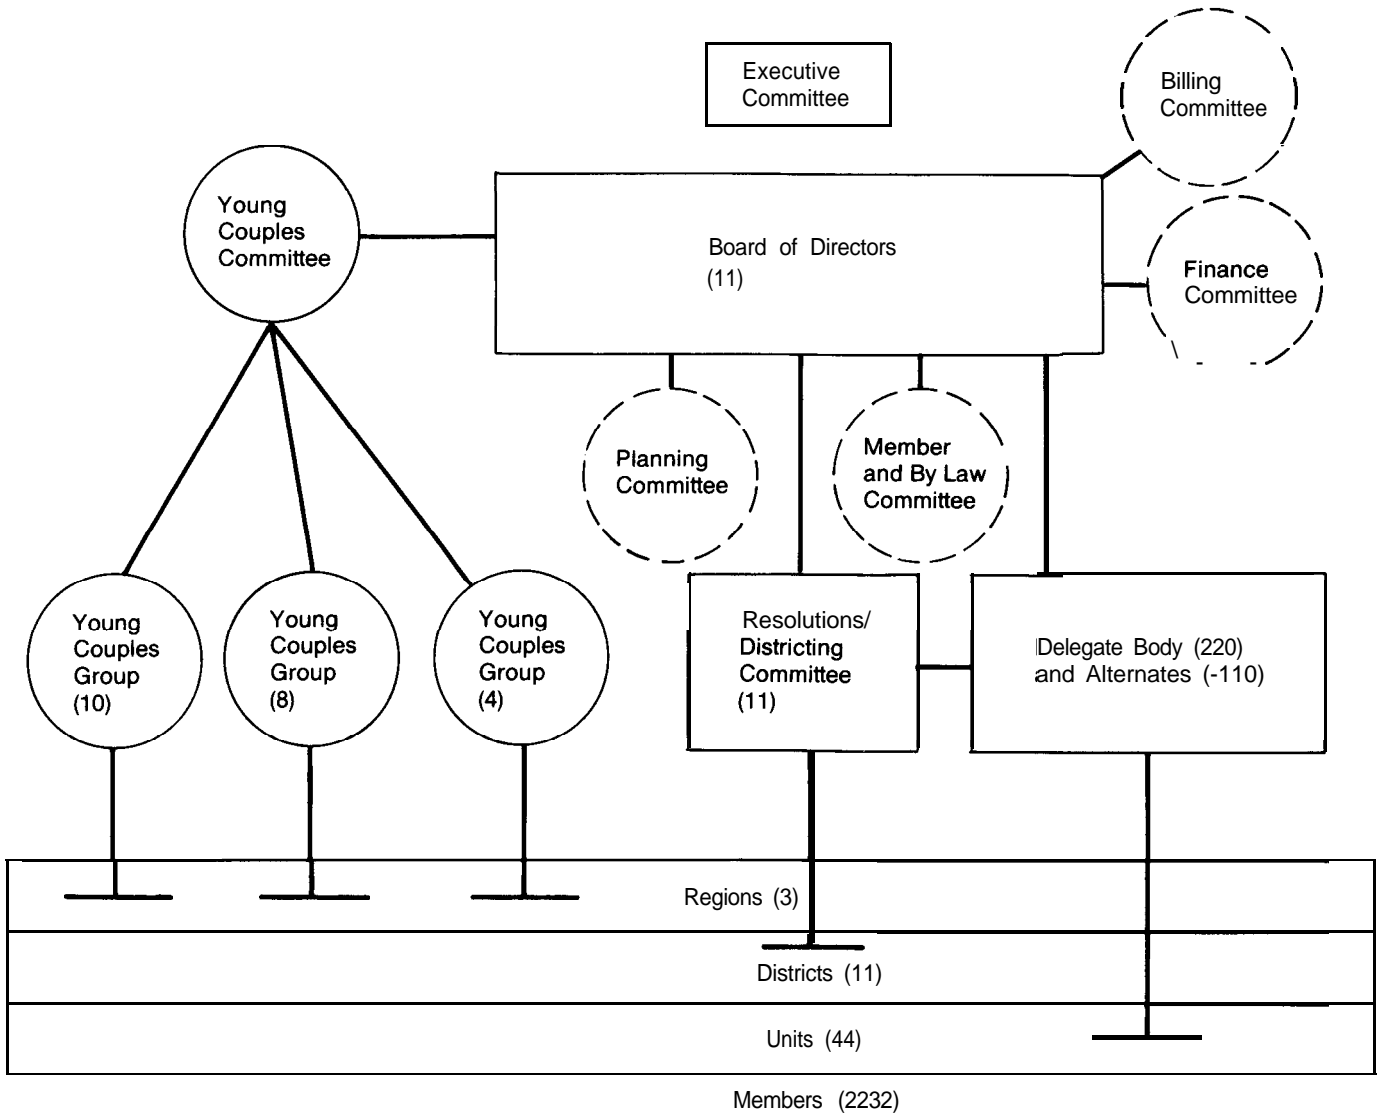 Executive
Committee
Billing
Committee
Young
Couples
Committee
Board of Directors
(11)
Finance
Committee
Planning
Committee
Member
and By Law
Committee
Young
Couples
Group
(10)
Young
Couples
Group
(8)
Young
Couples
Group
(4)
Resolutions/
Districting
Committee
(11)
Delegate Body (220)
and Alternates (-110)
Regions (3)
Districts (11)
Units (44)
Members (2232)